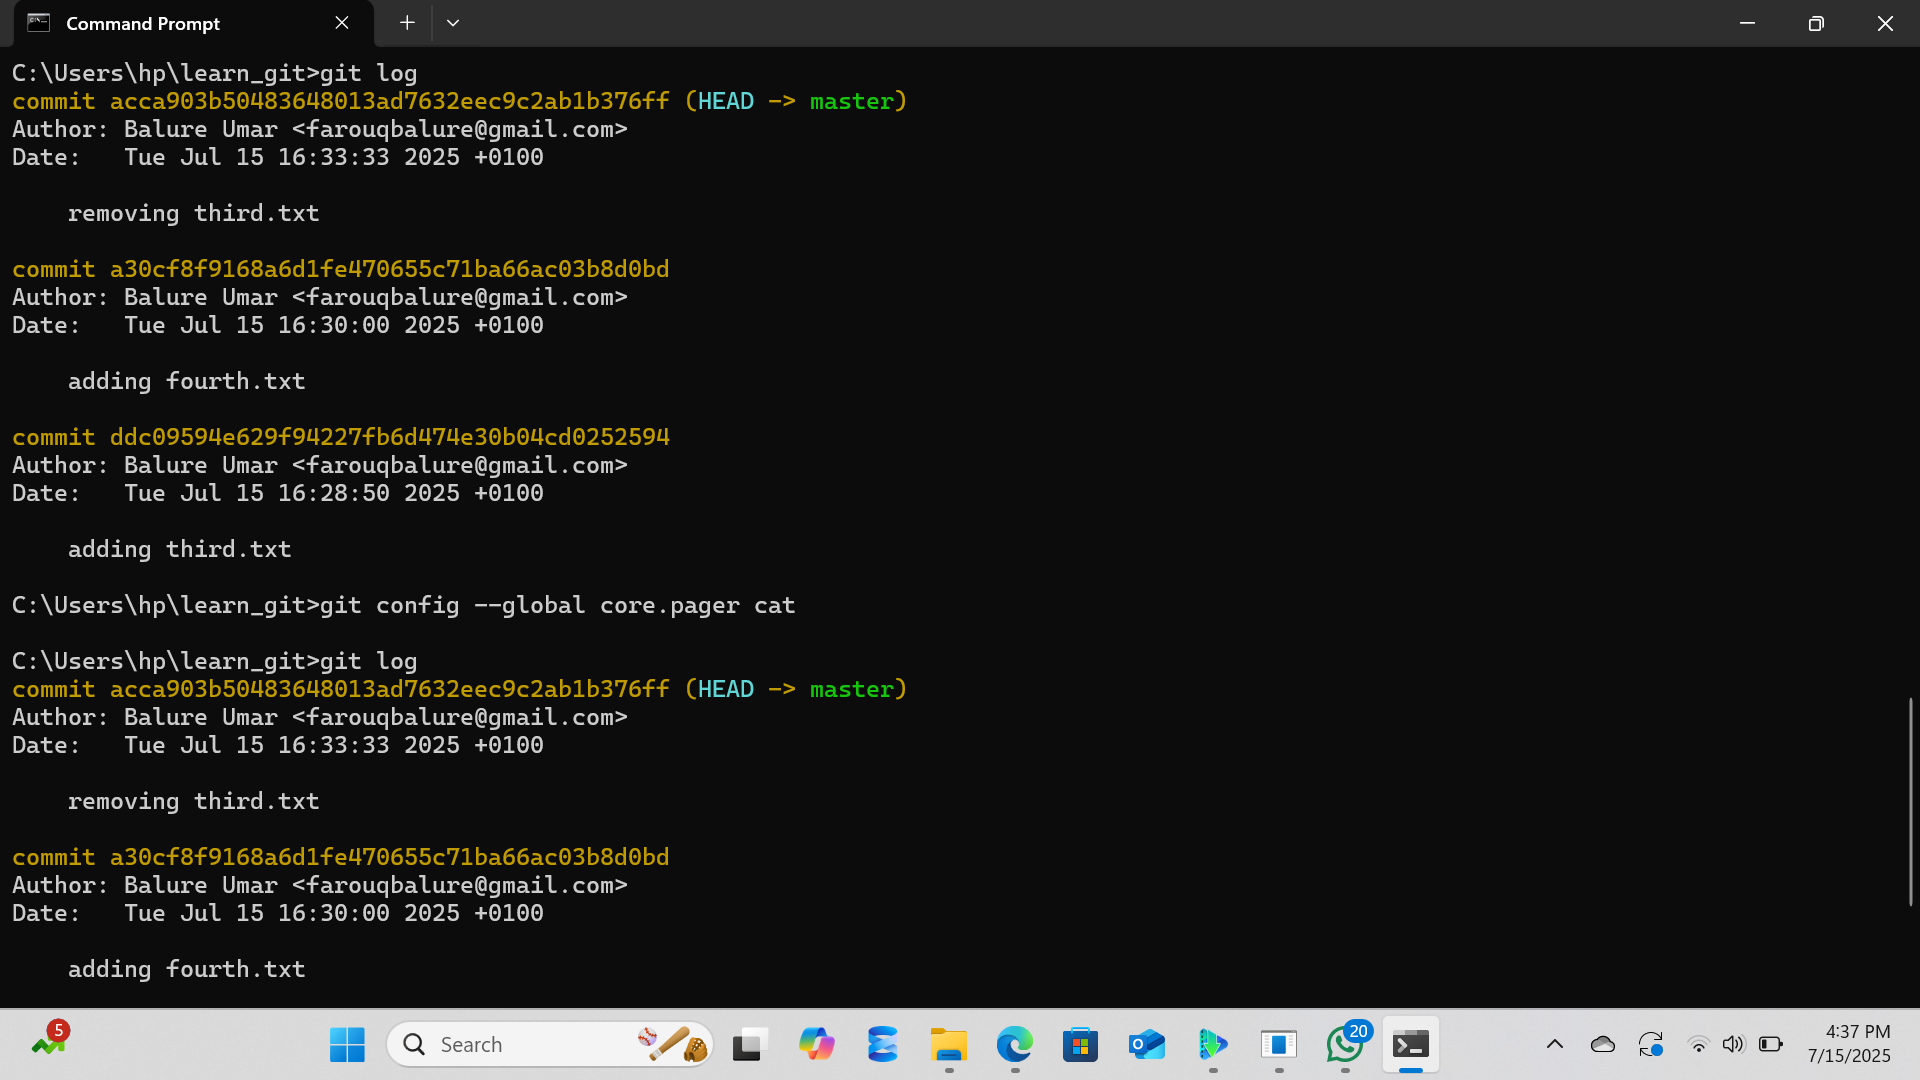 Command Prompt
C:\Users\hp\learn_git>git log
commit acca903b50483648013ad7632eec9c2ab1b376ff (HEAD -> master)
Author: Balure Umar <farouqbalure@gmail.com>
Date:   Tue Jul 15 16:33:33 2025 +0100
    removing third.txt
commit a30cf8f9168a6d1fe470655c71ba66ac03b8d0bd
Author: Balure Umar <farouqbalure@gmail.com>
Date:   Tue Jul 15 16:30:00 2025 +0100
    adding fourth.txt
commit ddc09594e629f94227fb6d474e30b04cd0252594
Author: Balure Umar <farouqbalure@gmail.com>
Date:   Tue Jul 15 16:28:50 2025 +0100
    adding third.txt
C:\Users\hp\learn_git>git config --global core.pager cat
C:\Users\hp\learn_git>git log
commit acca903b50483648013ad7632eec9c2ab1b376ff (HEAD -> master)
Author: Balure Umar <farouqbalure@gmail.com>
Date:   Tue Jul 15 16:33:33 2025 +0100
    removing third.txt
commit a30cf8f9168a6d1fe470655c71ba66ac03b8d0bd
Author: Balure Umar <farouqbalure@gmail.com>
Date:   Tue Jul 15 16:30:00 2025 +0100
    adding fourth.txt
5
Search
20
4:37 PM
7/15/2025